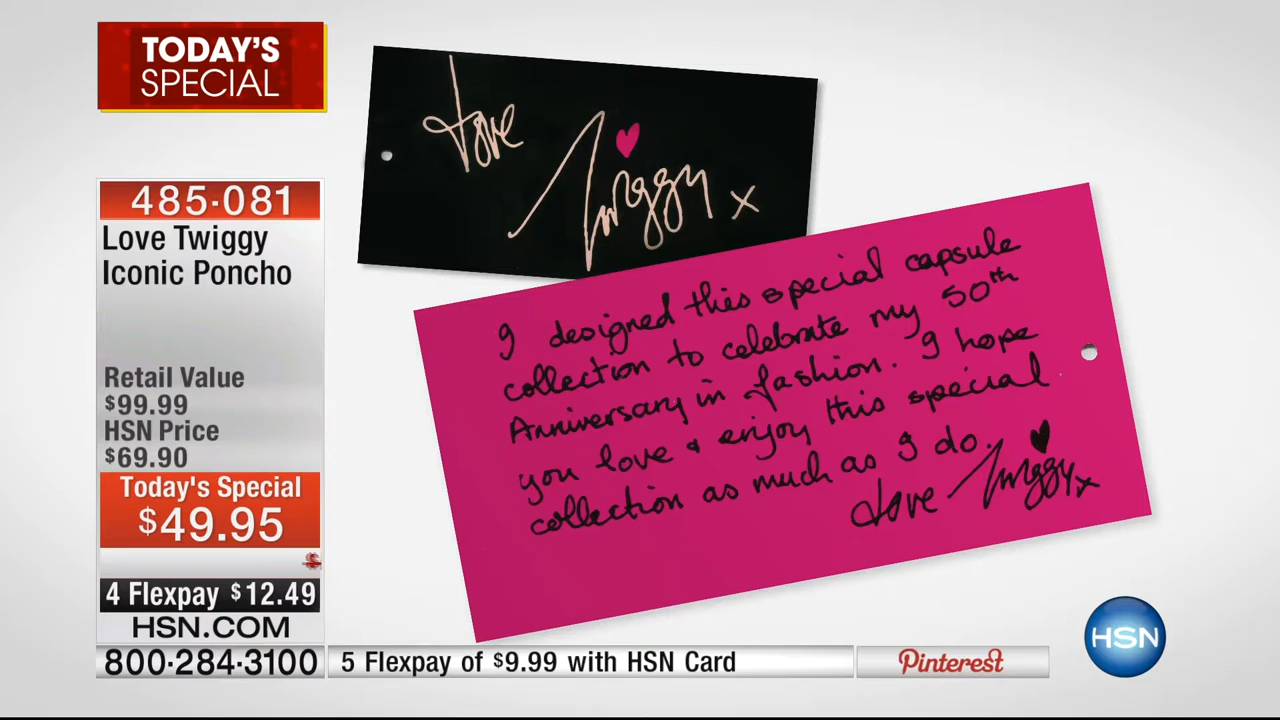 TODAY'S
SPECIAL
485-081
Love Twiggy
Iconic Poncho
Retail Value
$99.99
HSN Price
$69.90
Today's Special
$49.95
4 Flexpay $12.49
HSN.COM
800-284-3100
5 Flexpay of $9.99 with HSN Card
Pinterest
HSN
Love
Twiggy x
I designed this special capsule
collection to celebrate my 50th
Anniversary in fashion. I hope
you love & enjoy this special
collection as much as I do.
Love Twiggy x